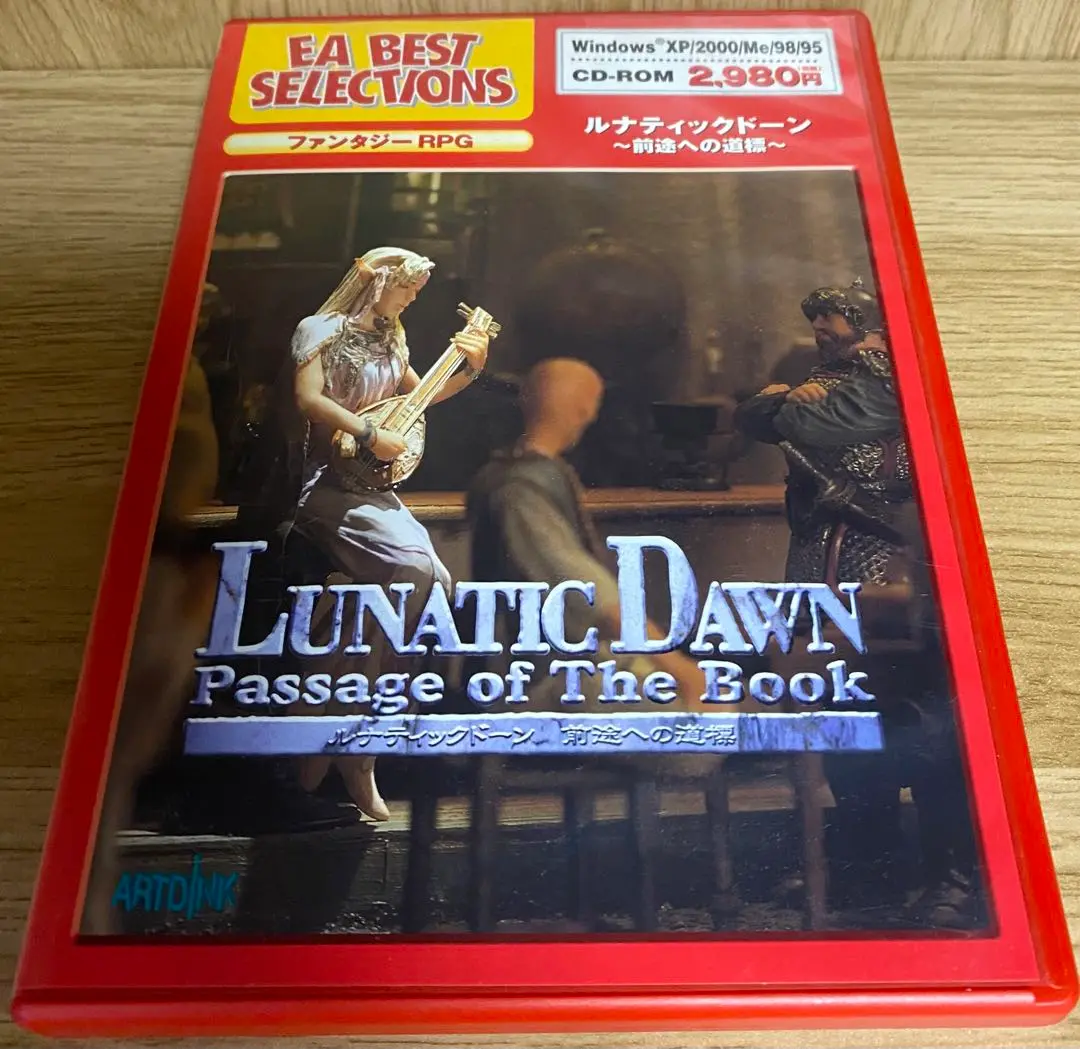 EA BEST
SELECTIONS
ファンタジー RPG
Windows® XP/2000/Me/98/95
CD-ROM 2,980円
ルナティックドーン
～前途への道標～
LUNATIC DAWN
Passage of The Book
ルナティックドーン 前途への道標
ARTDINK